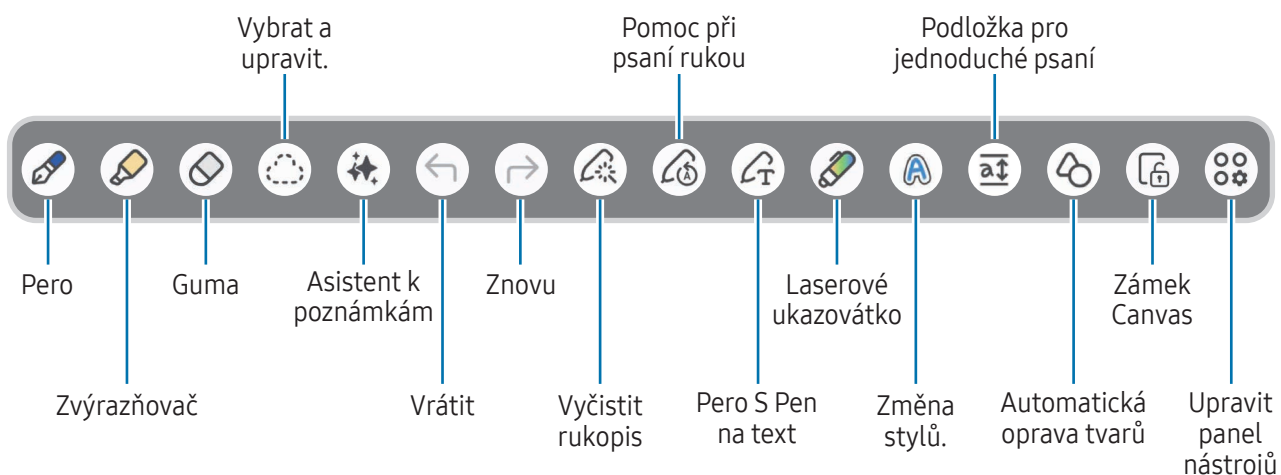 Vybrat a
upravit.
Pomoc při
psaní rukou
Podložka pro
jednoduché psaní
Pero
Guma
Asistent k
poznámkám
Znovu
Laserové
ukazovátko
Zámek
Canvas
Zvýrazňovač
Vrátit
Vyčistit
rukopis
Pero S Pen
na text
Změna
stylů.
Automatická
oprava tvarů
Upravit
panel
nástrojů